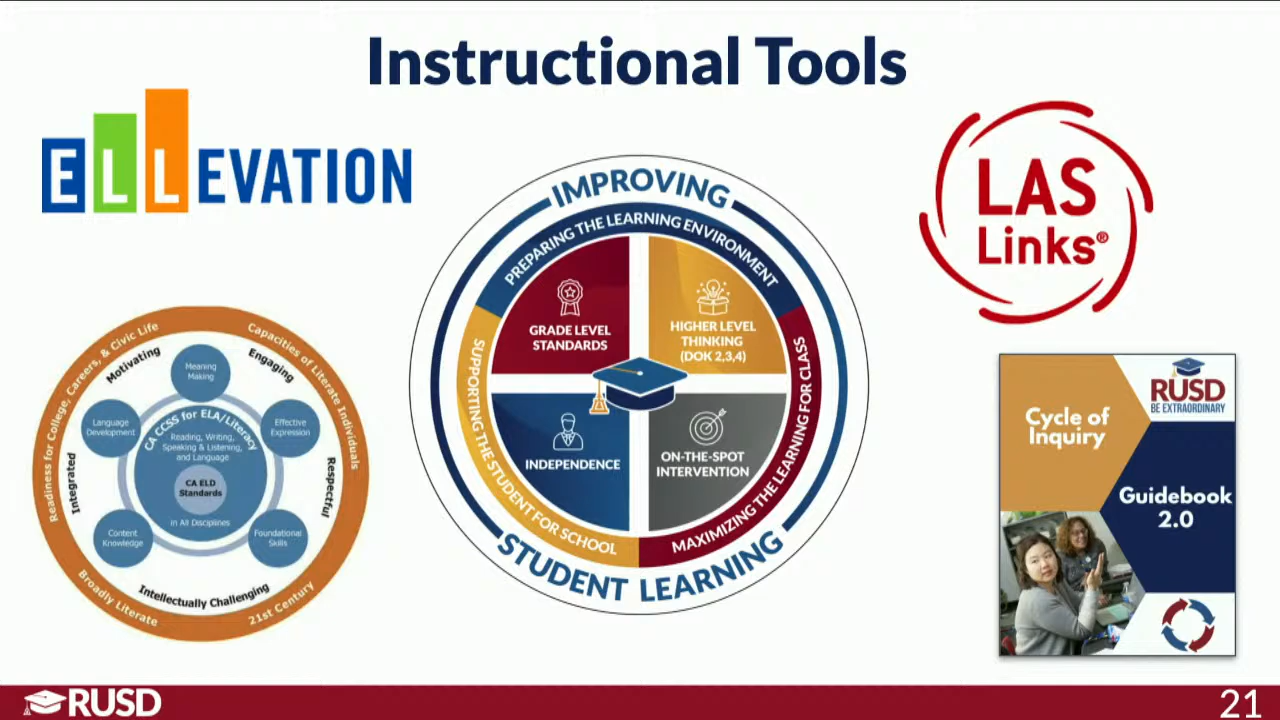 Instructional Tools
ELLEVATION
LAS
Links®
IMPROVING
STUDENT LEARNING
PREPARING THE LEARNING ENVIRONMENT
SUPPORTING THE STUDENT FOR SCHOOL
MAXIMIZING THE LEARNING FOR CLASS
GRADE LEVEL
STANDARDS
HIGHER LEVEL
THINKING
(DOK 2,3,4)
INDEPENDENCE
ON-THE-SPOT
INTERVENTION
Readiness for College, Careers, & Civic Life
Capacities of Literate Individuals
Broadly Literate
21st Century
Motivating
Engaging
Integrated
Respectful
Intellectually Challenging
Meaning
Making
Language
Development
Effective
Expression
Content
Knowledge
Foundational
Skills
CA CCSS for ELA/Literacy
Reading, Writing,
Speaking & Listening,
and Language
CA ELD
Standards
in All Disciplines
RUSD
BE EXTRAORDINARY
Cycle of
Inquiry
Guidebook
2.0
RUSD
21